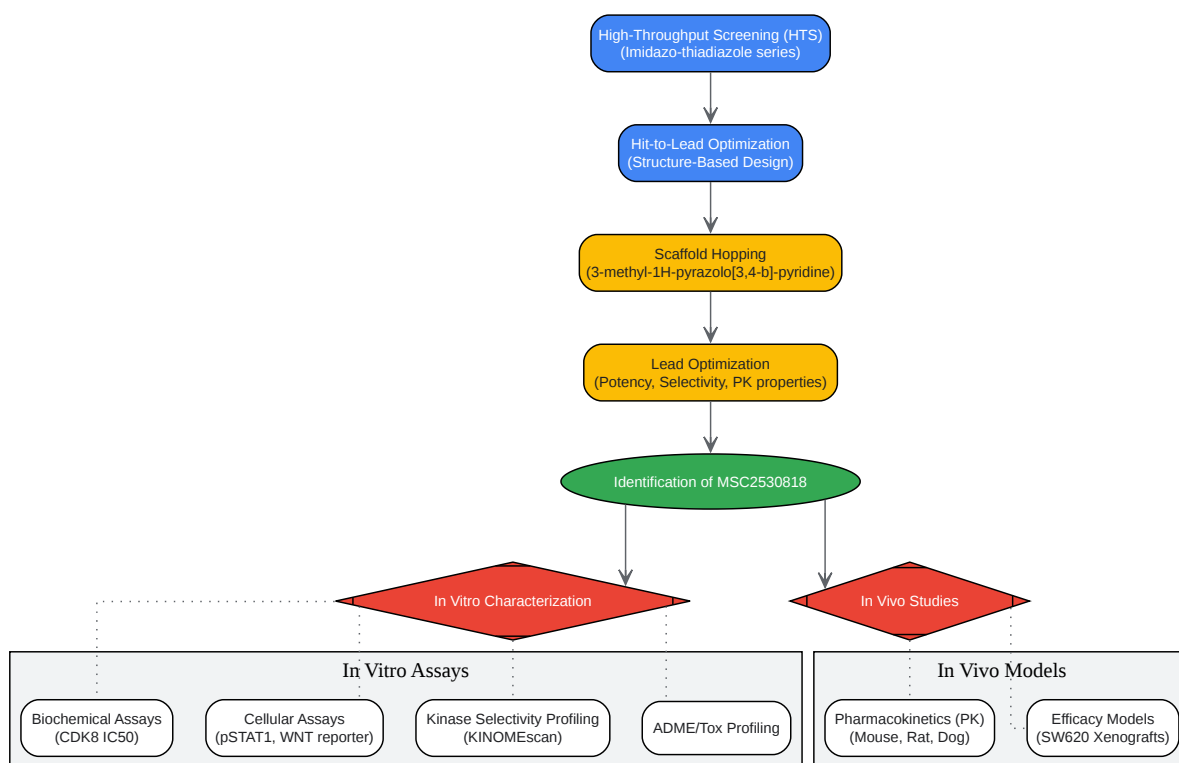 High-Throughput Screening (HTS)
(Imidazo-thiadiazole series)
Hit-to-Lead Optimization
(Structure-Based Design)
Scaffold Hopping
(3-methyl-1H-pyrazolo[3,4-b]-pyridine)
Lead Optimization
(Potency, Selectivity, PK properties)
Identification of MSC2530818
In Vitro Characterization
In Vivo Studies
In Vitro Assays
In Vivo Models
Biochemical Assays
(CDK8 IC50)
Cellular Assays
(pSTAT1, WNT reporter)
Kinase Selectivity Profiling
(KINOMEscan)
ADME/Tox Profiling
Pharmacokinetics (PK)
(Mouse, Rat, Dog)
Efficacy Models
(SW620 Xenografts)